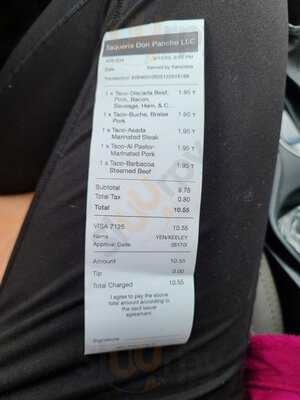 Taqueria Don Pancho LLC
Sale
1 x Taco-Discada Beef, 1.95 T
Pork, Bacon,
Sausage, Ham, & C...
1 x Taco-Buche, Braise 1.95 T
Pork
1 x Taco-Asada 1.95 T
Marinated Steak
1 x Taco-Al Pastor- 1.95 T
Marinated Pork
1 x Taco-Barbacoa 1.95 T
Steamed Beef
Subtotal 9.75
Total Tax 0.80
Total 10.55
VISA 7125 10.55
Name YEN/KEELEY
Approval Code
Amount 10.55
Tip 0.00
Total Charged 10.55
I agree to pay the above
total amount according to
the card issuer
agreement.
Signature